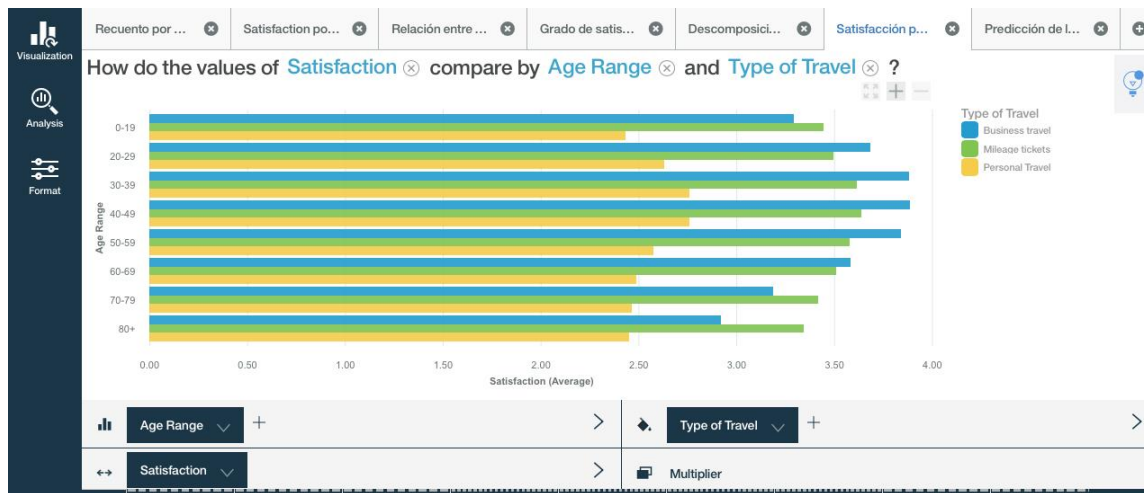 Recuento por ... Satisfaction po... Relación entre ... Grado de satis... Descomposici... Satisfacción p... Predicción de l...
Visualization
How do the values of Satisfaction compare by Age Range and Type of Travel ?
Analysis
Format
Type of Travel
Business travel
Mileage tickets
Personal Travel
Age Range
0-19
20-29
30-39
40-49
50-59
60-69
70-79
80+
0.00 0.50 1.00 1.50 2.00 2.50 3.00 3.50 4.00
Satisfaction (Average)
Age Range
Type of Travel
Satisfaction
Multiplier